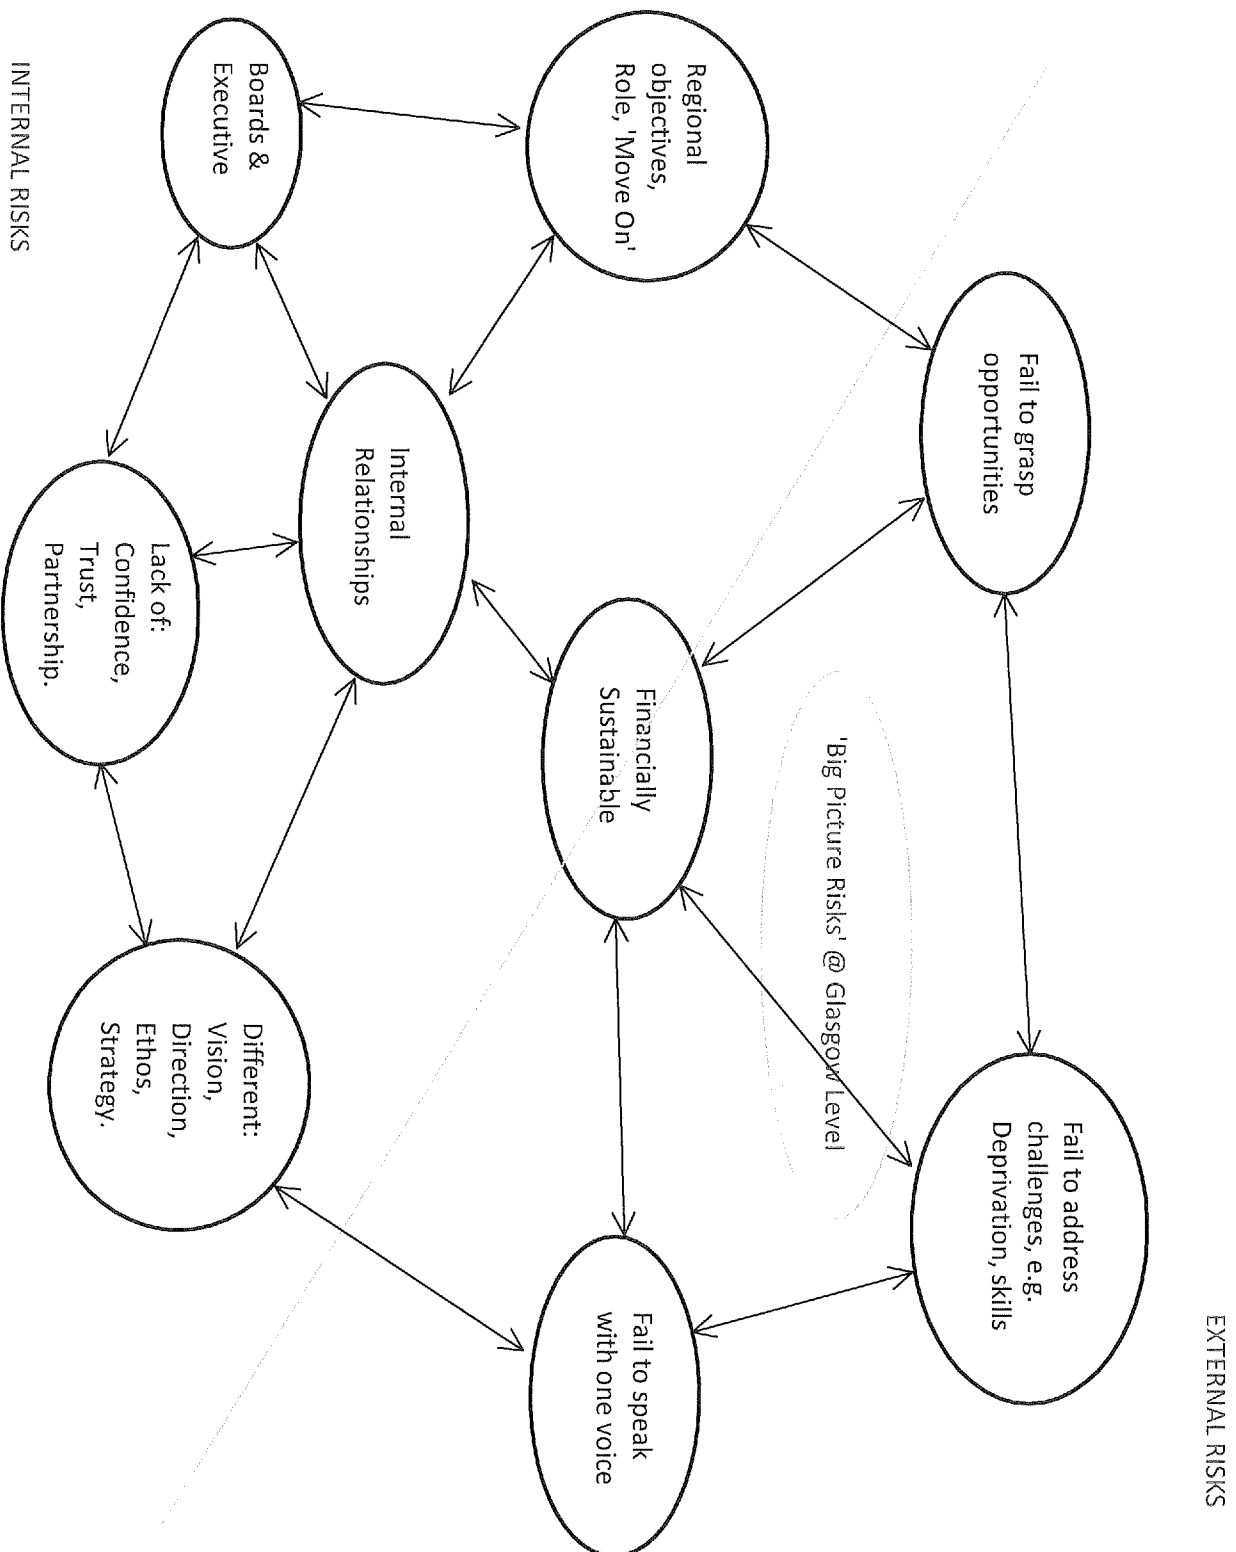 EXTERNAL RISKS
Fail to grasp
opportunities
Fail to address
challenges, e.g.
Deprivation, skills
'Big Picture Risks' @ Glasgow Level
Regional
objectives,
Role, 'Move On'
Financially
Sustainable
Fail to speak
with one voice
Internal
Relationships
Boards &
Executive
Different:
Vision,
Direction,
Ethos,
Strategy.
Lack of:
Confidence,
Trust,
Partnership.
INTERNAL RISKS